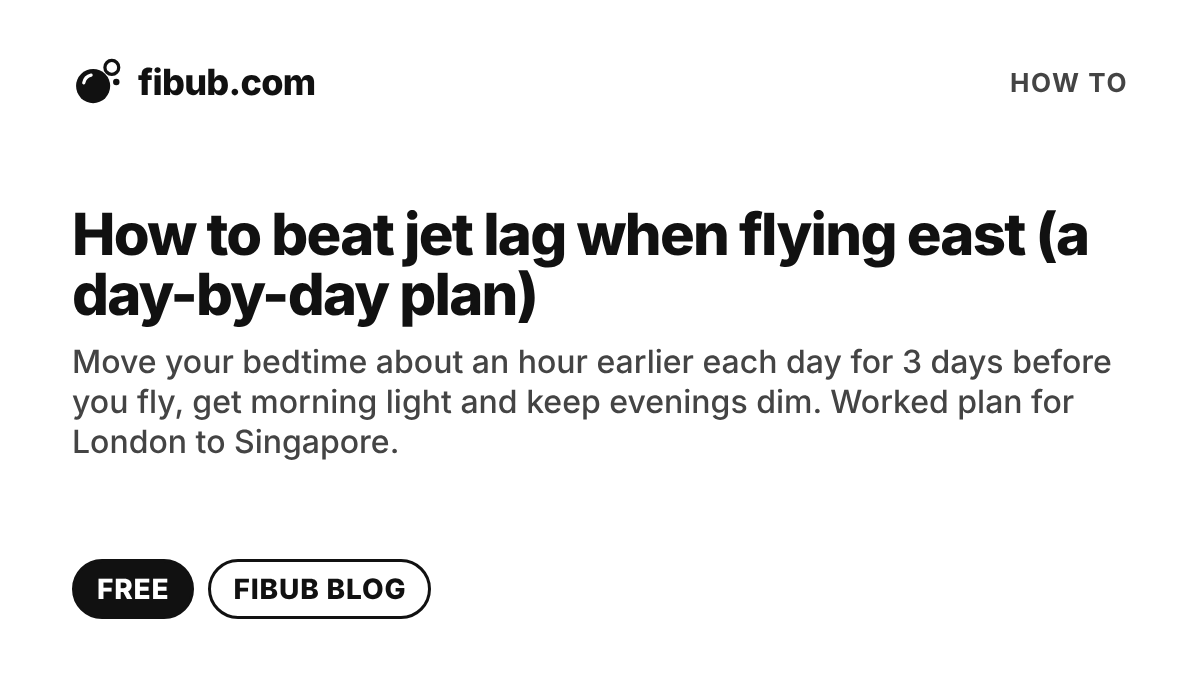 fibub.com
HOW TO
How to beat jet lag when flying east (a
day-by-day plan)
Move your bedtime about an hour earlier each day for 3 days before
you fly, get morning light and keep evenings dim. Worked plan for
London to Singapore.
FREE
FIBUB BLOG